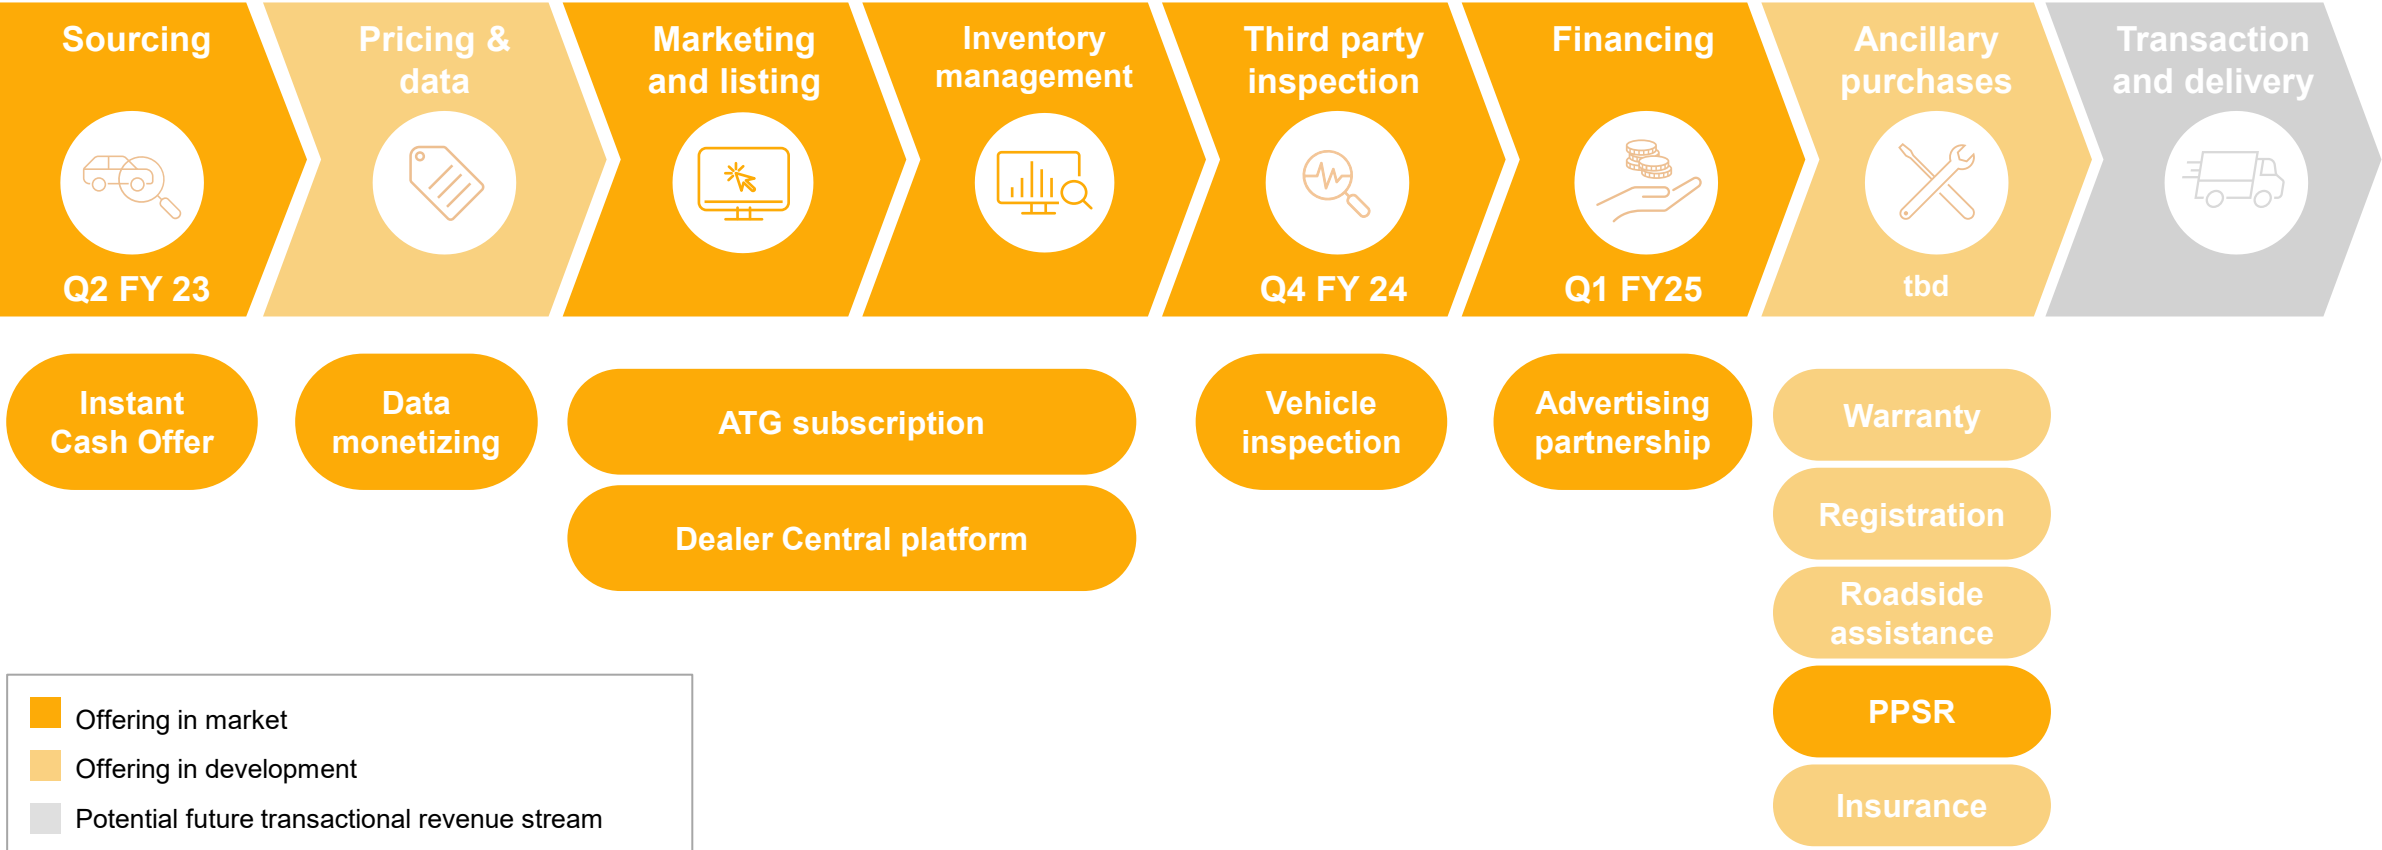 Sourcing
Q2 FY 23
Pricing &
data
Marketing
and listing
Inventory
management
Third party
inspection
Q4 FY 24
Financing
Q1 FY25
Ancillary
purchases
tbd
Transaction
and delivery
Instant
Cash Offer
Data
monetizing
ATG subscription
Dealer Central platform
Vehicle
inspection
Advertising
partnership
Warranty
Registration
Roadside
assistance
PPSR
Insurance
Offering in market
Offering in development
Potential future transactional revenue stream